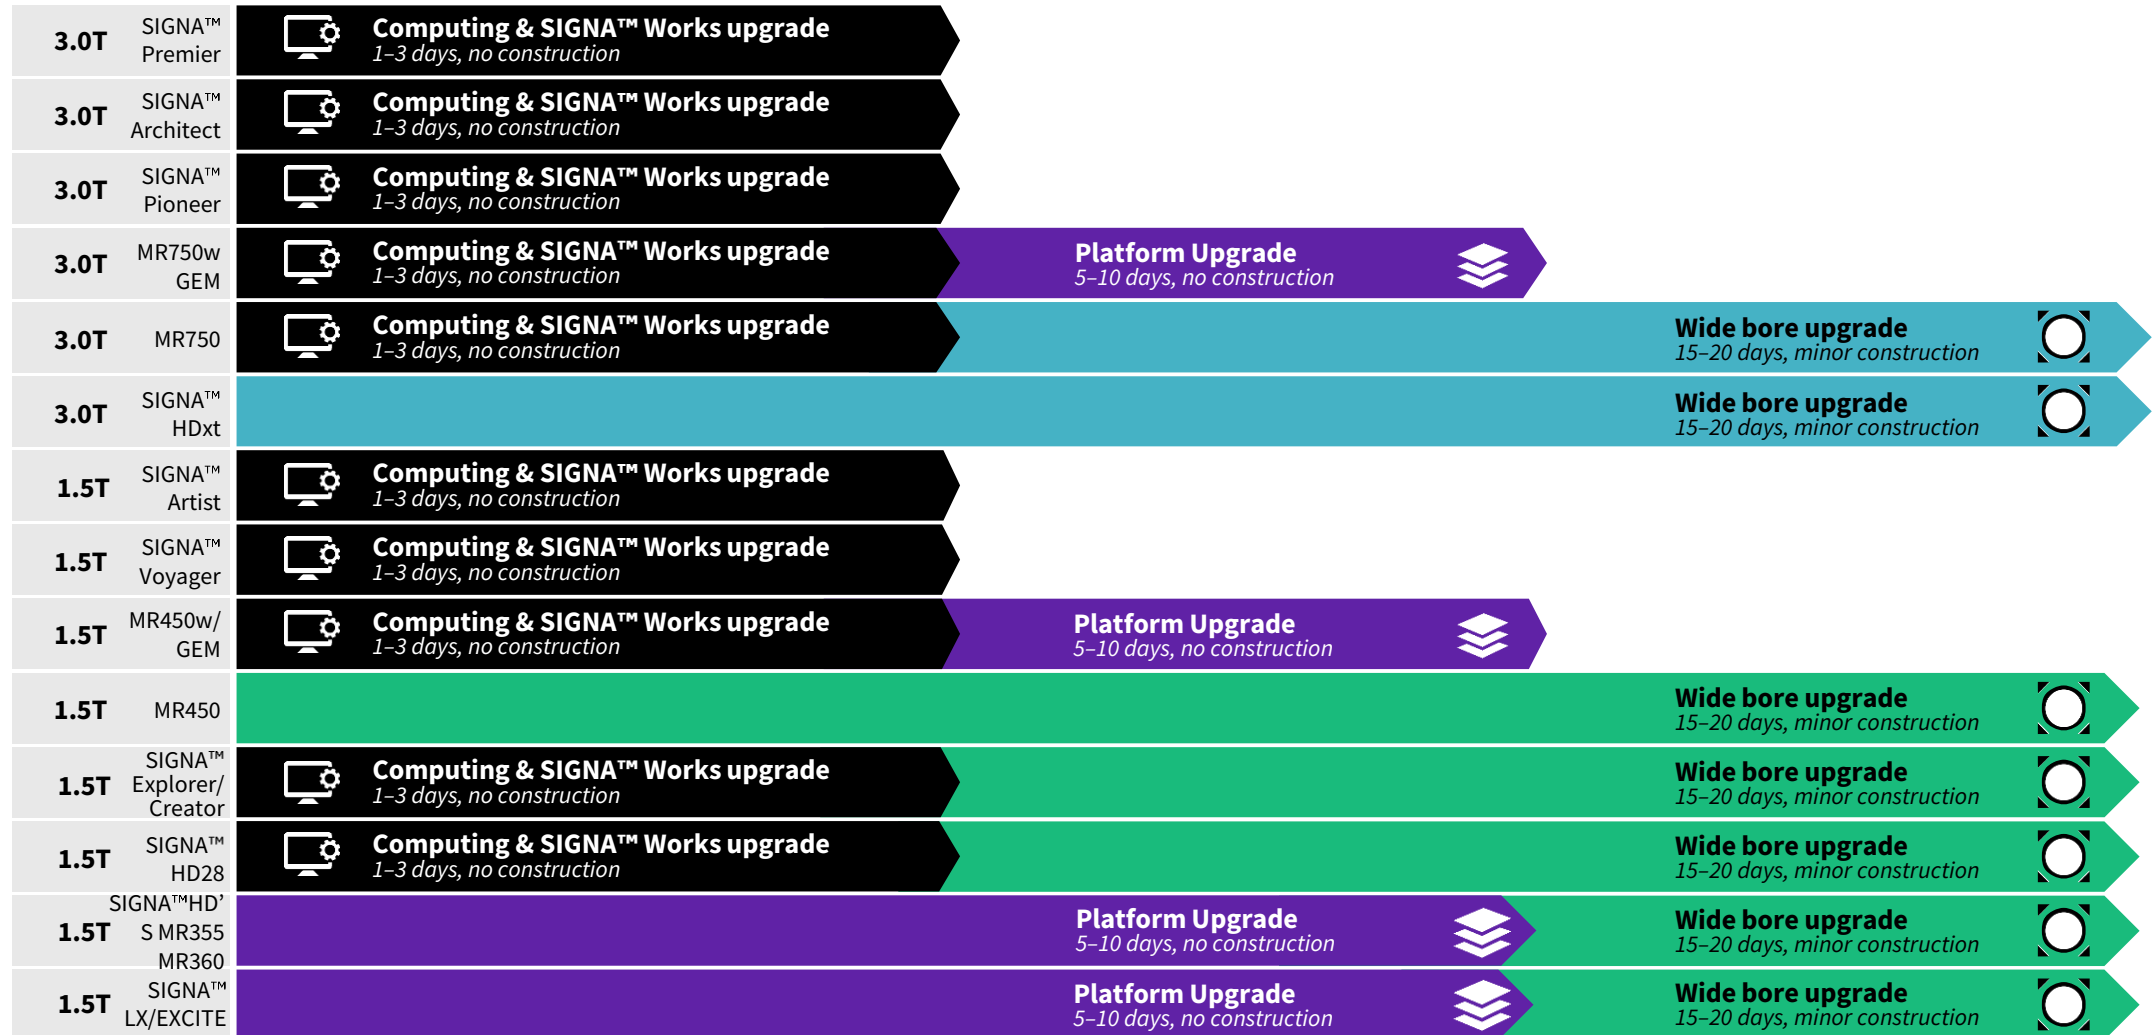 3.0T SIGNA™ Premier
Computing & SIGNA™ Works upgrade
1–3 days, no construction
3.0T SIGNA™ Architect
Computing & SIGNA™ Works upgrade
1–3 days, no construction
3.0T SIGNA™ Pioneer
Computing & SIGNA™ Works upgrade
1–3 days, no construction
3.0T MR750w GEM
Computing & SIGNA™ Works upgrade
1–3 days, no construction
Platform Upgrade
5–10 days, no construction
3.0T MR750
Computing & SIGNA™ Works upgrade
1–3 days, no construction
Wide bore upgrade
15–20 days, minor construction
3.0T SIGNA™ HDxt
Wide bore upgrade
15–20 days, minor construction
1.5T SIGNA™ Artist
Computing & SIGNA™ Works upgrade
1–3 days, no construction
1.5T SIGNA™ Voyager
Computing & SIGNA™ Works upgrade
1–3 days, no construction
1.5T MR450w/ GEM
Computing & SIGNA™ Works upgrade
1–3 days, no construction
Platform Upgrade
5–10 days, no construction
1.5T MR450
Wide bore upgrade
15–20 days, minor construction
1.5T SIGNA™ Explorer/ Creator
Computing & SIGNA™ Works upgrade
1–3 days, no construction
Wide bore upgrade
15–20 days, minor construction
1.5T SIGNA™ HD28
Computing & SIGNA™ Works upgrade
1–3 days, no construction
Wide bore upgrade
15–20 days, minor construction
1.5T SIGNA™HD' S MR355 MR360
Platform Upgrade
5–10 days, no construction
Wide bore upgrade
15–20 days, minor construction
1.5T SIGNA™ LX/EXCITE
Platform Upgrade
5–10 days, no construction
Wide bore upgrade
15–20 days, minor construction